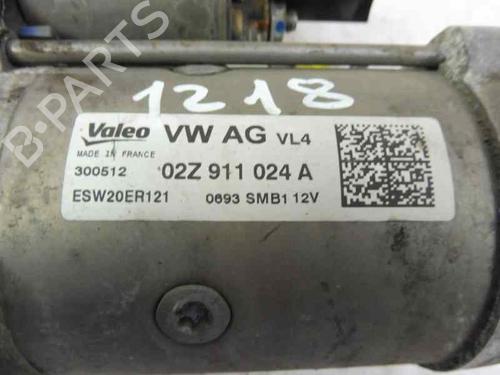 1218
Valeo VW AG VL4
MADE IN FRANCE
300512 02Z 911 024 A
ESW20ER121 0693 SMB1 12V
B-PARTS